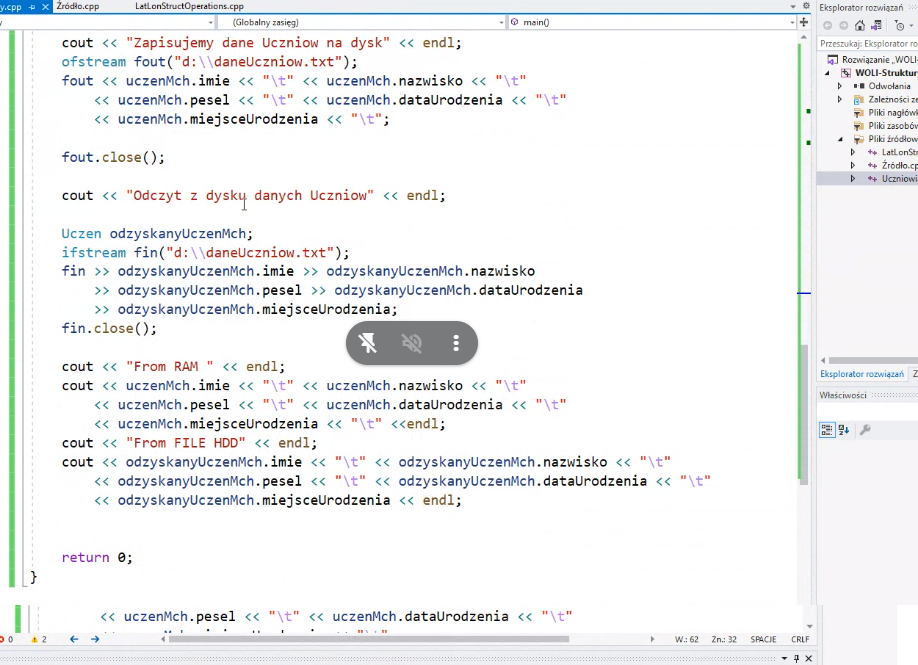 y.cpp Źródło.cpp LatLonStructOperations.cpp
(Globalny zasięg) main()
cout << "Zapisujemy dane Uczniow na dysk" << endl;
ofstream fout("d:\\daneUczniow.txt");
fout << uczenMch.imie << "\t" << uczenMch.nazwisko << "\t"
<< uczenMch.pesel << "\t" << uczenMch.dataUrodzenia << "\t"
<< uczenMch.miejsceUrodzenia << "\t";
fout.close();
cout << "Odczyt z dysku danych Uczniow" << endl;
Uczen odzyskanyUczenMch;
ifstream fin("d:\\daneUczniow.txt");
fin >> odzyskanyUczenMch.imie >> odzyskanyUczenMch.nazwisko
>> odzyskanyUczenMch.pesel >> odzyskanyUczenMch.dataUrodzenia
>> odzyskanyUczenMch.miejsceUrodzenia;
fin.close();
cout << "From RAM " << endl;
cout << uczenMch.imie << "\t" << uczenMch.nazwisko << "\t"
<< uczenMch.pesel << "\t" << uczenMch.dataUrodzenia << "\t"
<< uczenMch.miejsceUrodzenia << "\t" <<endl;
cout << "From FILE HDD" << endl;
cout << odzyskanyUczenMch.imie << "\t" << odzyskanyUczenMch.nazwisko << "\t"
<< odzyskanyUczenMch.pesel << "\t" << odzyskanyUczenMch.dataUrodzenia << "\t"
<< odzyskanyUczenMch.miejsceUrodzenia << endl;
return 0;
}
<< uczenMch.pesel << "\t" << uczenMch.dataUrodzenia << "\t"
0 2 W.: 62 Zn.: 32 SPACJE CRLF
Eksplorator rozwiązań
Przeszukaj: Eksplorator ro
Rozwiązanie „WOLI-
WOLI-Struktur
Odwołania
Zależności ze
Pliki nagłówk
Pliki zasobów
Pliki źródłow
LatLonStr
Źródło.cp
Uczniowi
Eksplorator rozwiązań
Właściwości